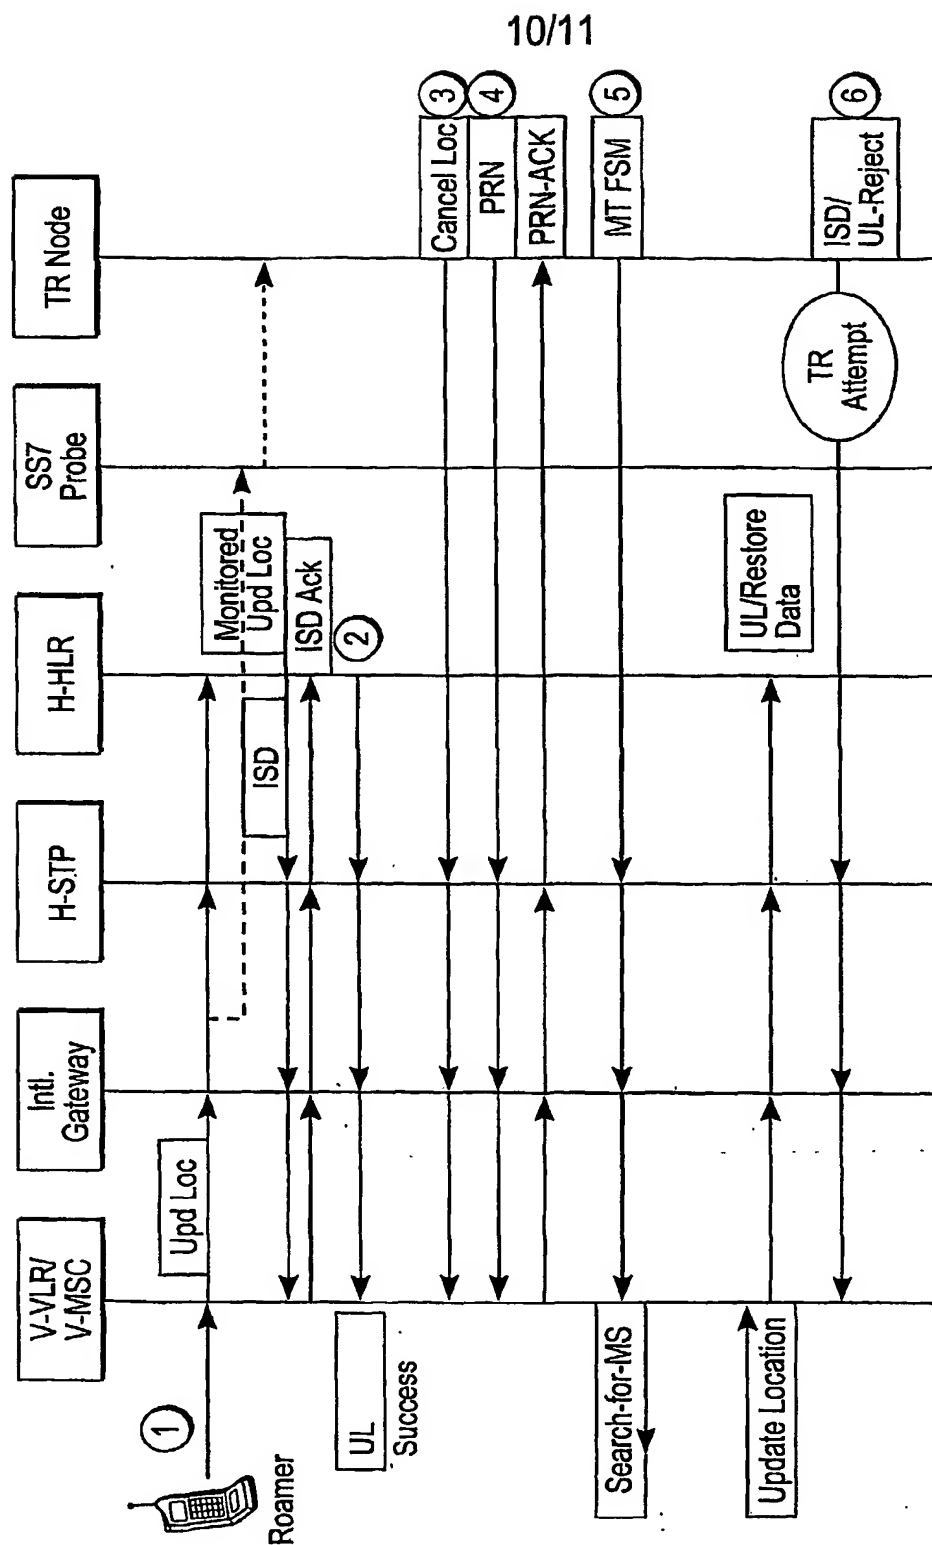 10/11
V-VLR/
V-MSC
Intl.
Gateway
H-STP
H-HLR
SS7
Probe
TR Node
1
Roamer
Upd Loc
Monitored
Upd Loc
ISD
ISD Ack
2
UL
Success
Cancel Loc
3
PRN
4
PRN-ACK
MT FSM
5
Search-for-MS
Update Location
UL/Restore
Data
ISD/
UL-Reject
6
TR
Attempt